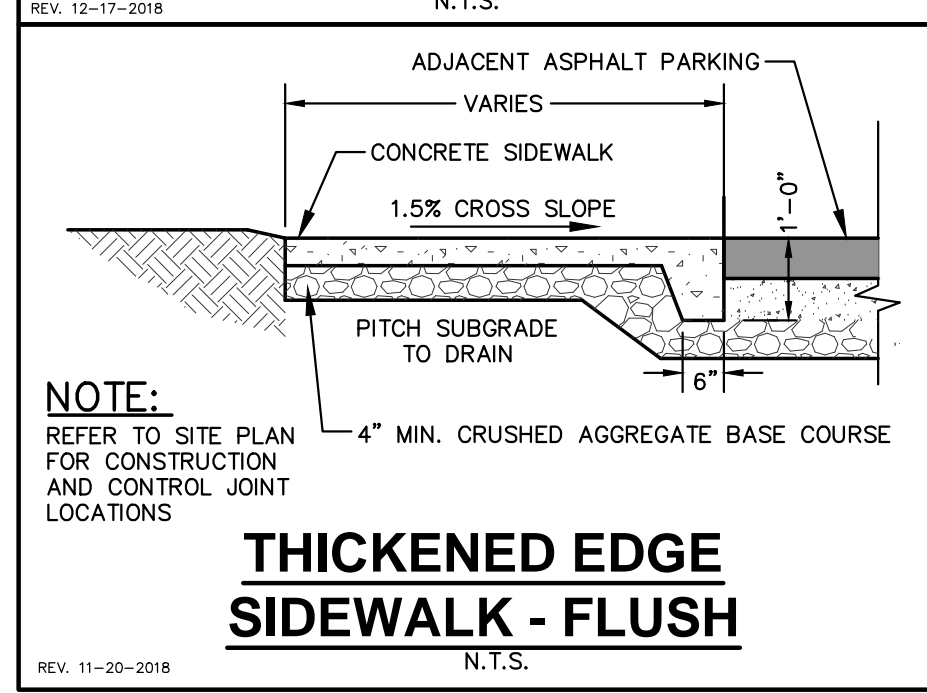 REV. 12-17-2018
N.T.S.
ADJACENT ASPHALT PARKING
VARIES
CONCRETE SIDEWALK
1.5% CROSS SLOPE
1'-0"
PITCH SUBGRADE
TO DRAIN
6"
NOTE:
REFER TO SITE PLAN
FOR CONSTRUCTION
AND CONTROL JOINT
LOCATIONS
4" MIN. CRUSHED AGGREGATE BASE COURSE
THICKENED EDGE
SIDEWALK - FLUSH
N.T.S.
REV. 11-20-2018